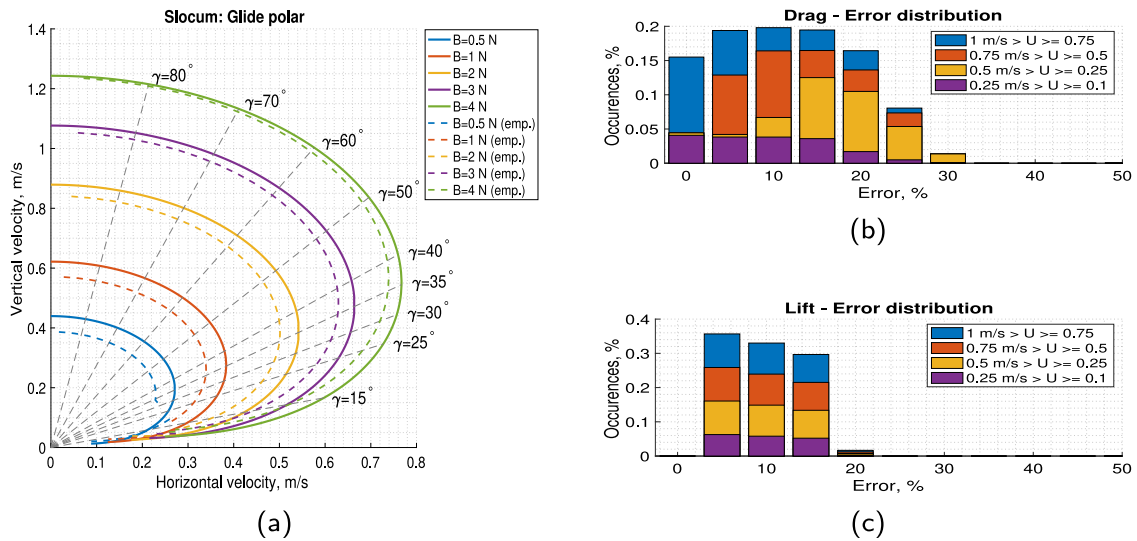 Slocum: Glide polar
1.4
1.2
1
0.8
0.6
0.4
0.2
0
Vertical velocity, m/s
γ=80°
γ=70°
γ=60°
γ=50°
γ=40°
γ=35°
γ=30°
γ=25°
γ=15°
0 0.1 0.2 0.3 0.4 0.5 0.6 0.7 0.8
Horizontal velocity, m/s
B=0.5 N
B=1 N
B=2 N
B=3 N
B=4 N
B=0.5 N (emp.)
B=1 N (emp.)
B=2 N (emp.)
B=3 N (emp.)
B=4 N (emp.)
(a)
Drag - Error distribution
0.2
0.15
0.1
0.05
0
Occurences, %
1 m/s > U >= 0.75
0.75 m/s > U >= 0.5
0.5 m/s > U >= 0.25
0.25 m/s > U >= 0.1
0 10 20 30 40 50
Error, %
(b)
Lift - Error distribution
0.4
0.3
0.2
0.1
0
Occurences, %
1 m/s > U >= 0.75
0.75 m/s > U >= 0.5
0.5 m/s > U >= 0.25
0.25 m/s > U >= 0.1
0 10 20 30 40 50
Error, %
(c)